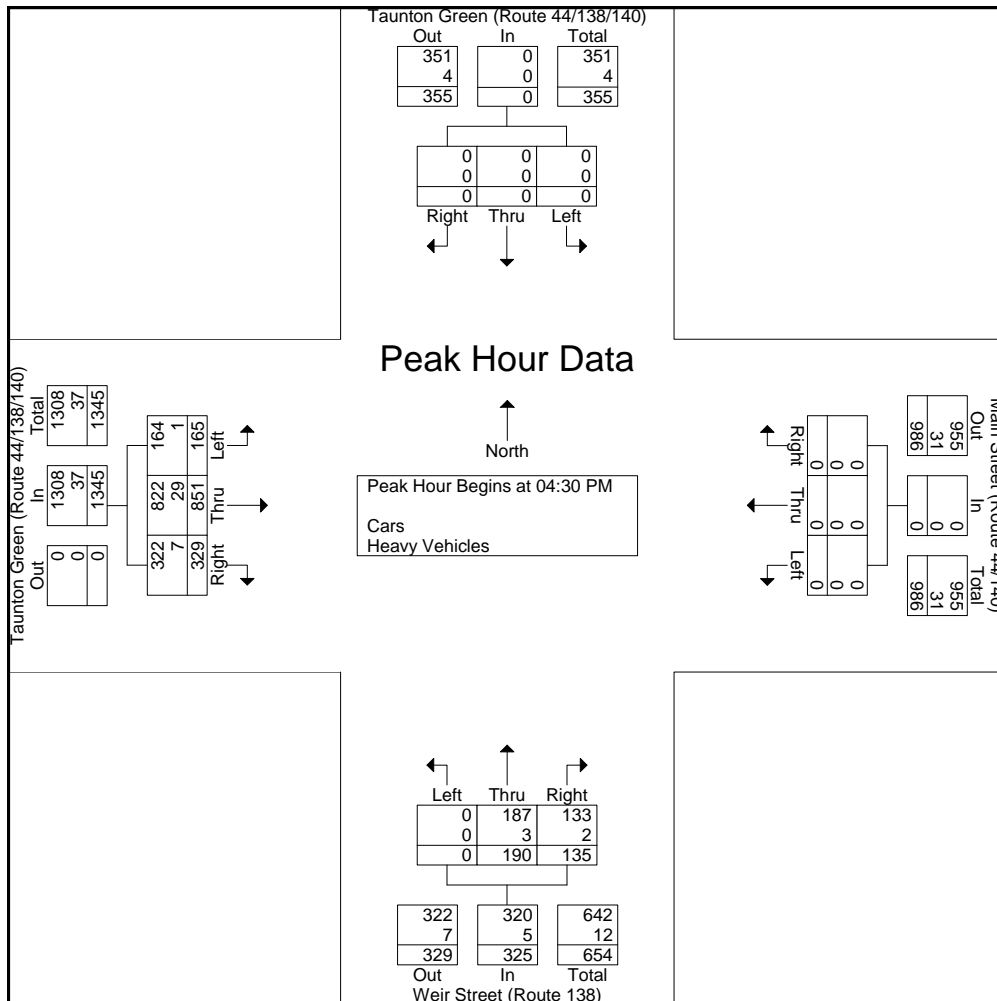 Taunton Green (Route 44/138/140)
Out In Total
351 0 351
4 0 4
355 0 355
0 0 0
0 0 0
0 0 0
Right Thru Left
Peak Hour Data
North
Peak Hour Begins at 04:30 PM
Cars
Heavy Vehicles
Taunton Green (Route 44/138/140)
Out In Total
0 1308 1308
0 37 37
0 1345 1345
322 822 164
7 29 1
329 851 165
Right Thru Left
Main Street (Route 44/140)
Out In Total
955 0 955
31 0 31
986 0 986
0 0 0
0 0 0
0 0 0
Right Thru Left
Left Thru Right
0 187 133
0 3 2
0 190 135
322 320 642
7 5 12
329 325 654
Out In Total
Weir Street (Route 138)